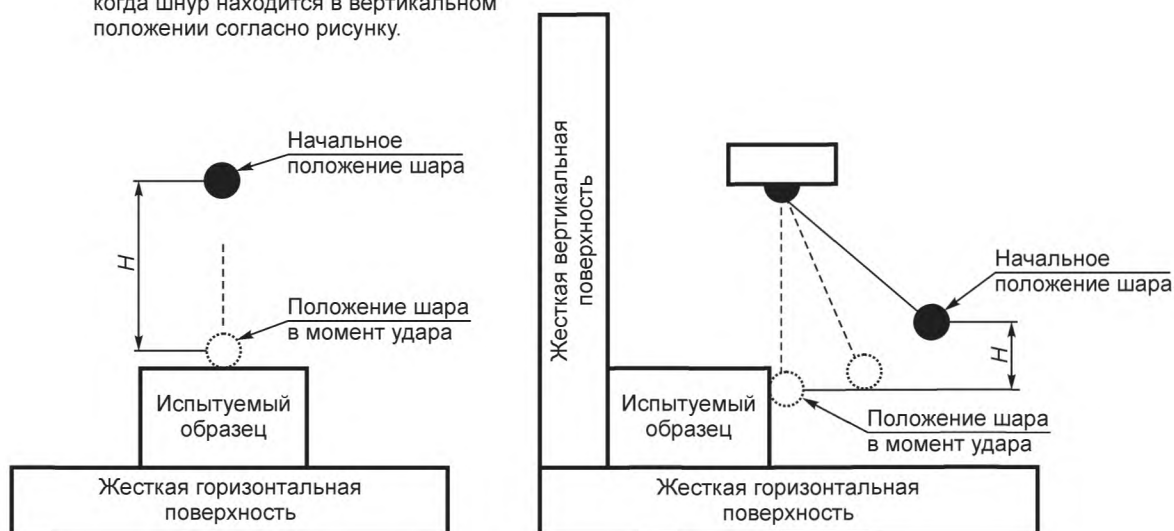 когда шнур находится в вертикальном
положении согласно рисунку.
Начальное
положение шара
H
Положение шара
в момент удара
Испытуемый
образец
Жесткая горизонтальная
поверхность
Жесткая вертикальная
поверхность
Начальное
положение шара
H
Положение шара
в момент удара
Испытуемый
образец
Жесткая горизонтальная
поверхность